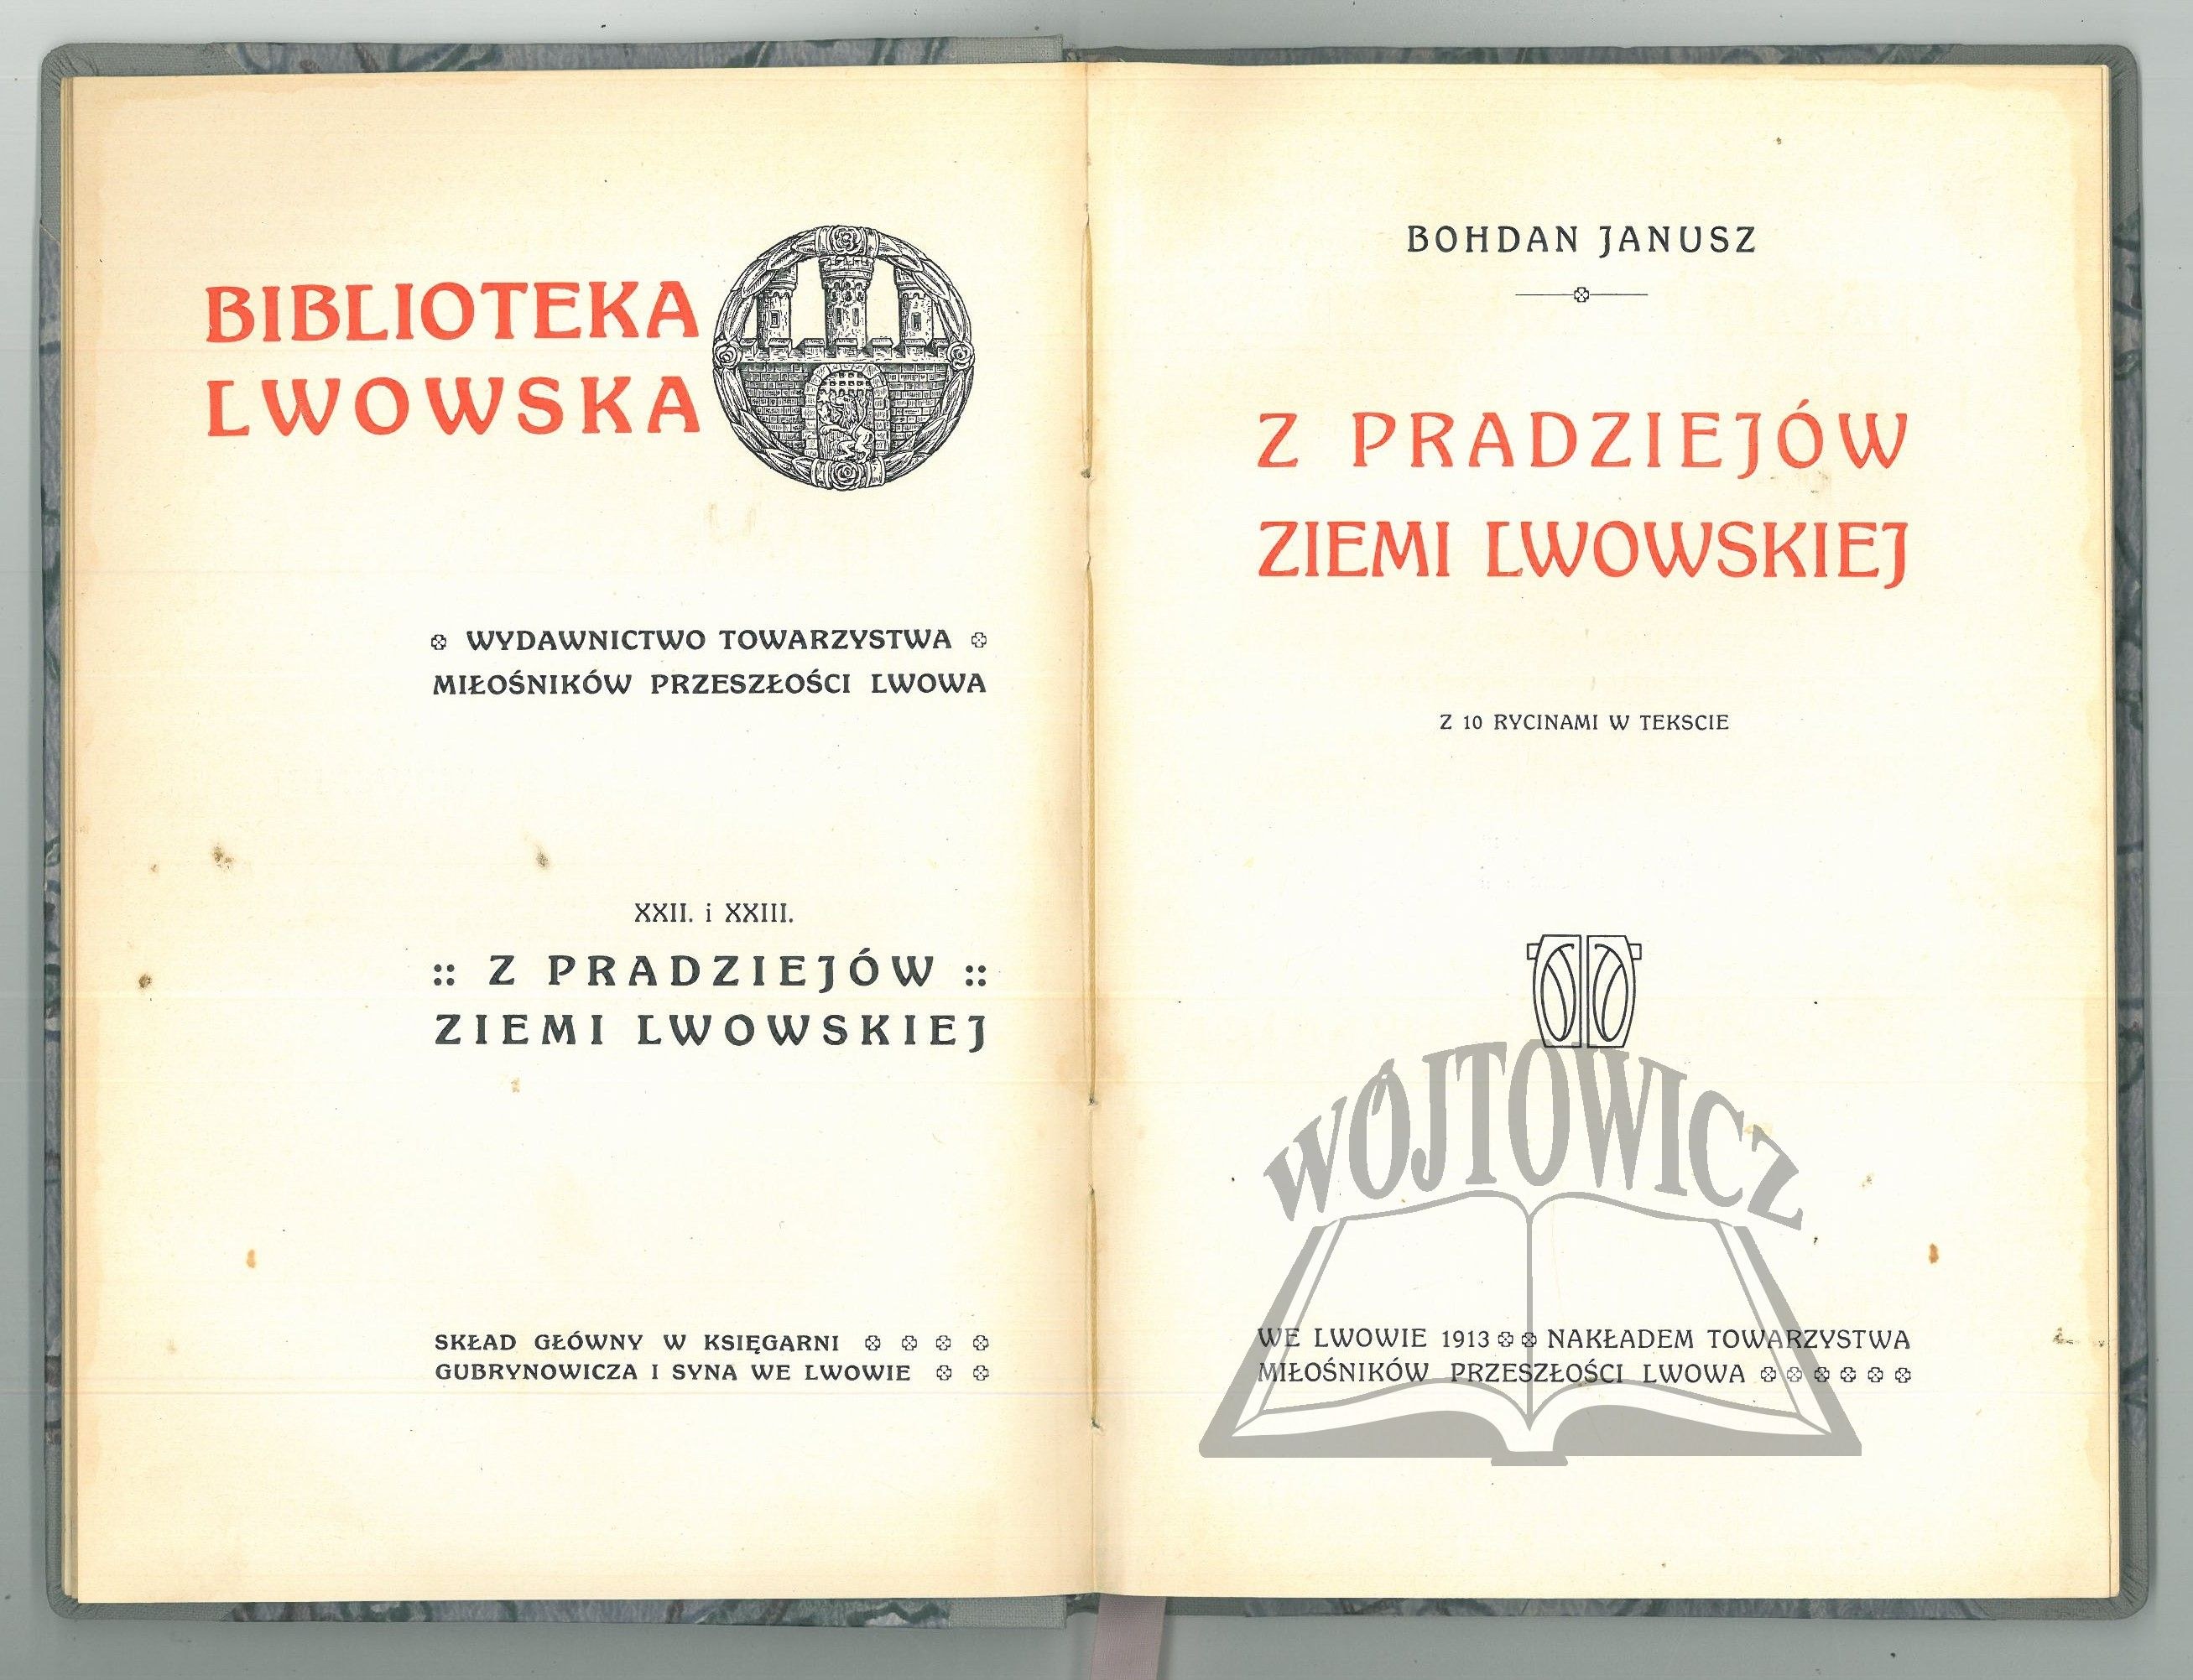 BIBLIOTEKA
LWOWSKA
WYDAWNICTWO TOWARZYSTWA
MIŁOŚNIKÓW PRZESZŁOŚCI LWOWA
XXII. i XXIII.
:: Z PRADZIEJÓW ::
ZIEMI LWOWSKIEJ
SKŁAD GŁÓWNY W KSIĘGARNI
GUBRYNOWICZA I SYNA WE LWOWIE
BOHDAN JANUSZ
Z PRADZIEJÓW
ZIEMI LWOWSKIEJ
Z 10 RYCINAMI W TEKSCIE
WÓJTOWICZ
WE LWOWIE 1913 NAKŁADEM TOWARZYSTWA
MIŁOŚNIKÓW PRZESZŁOŚCI LWOWA